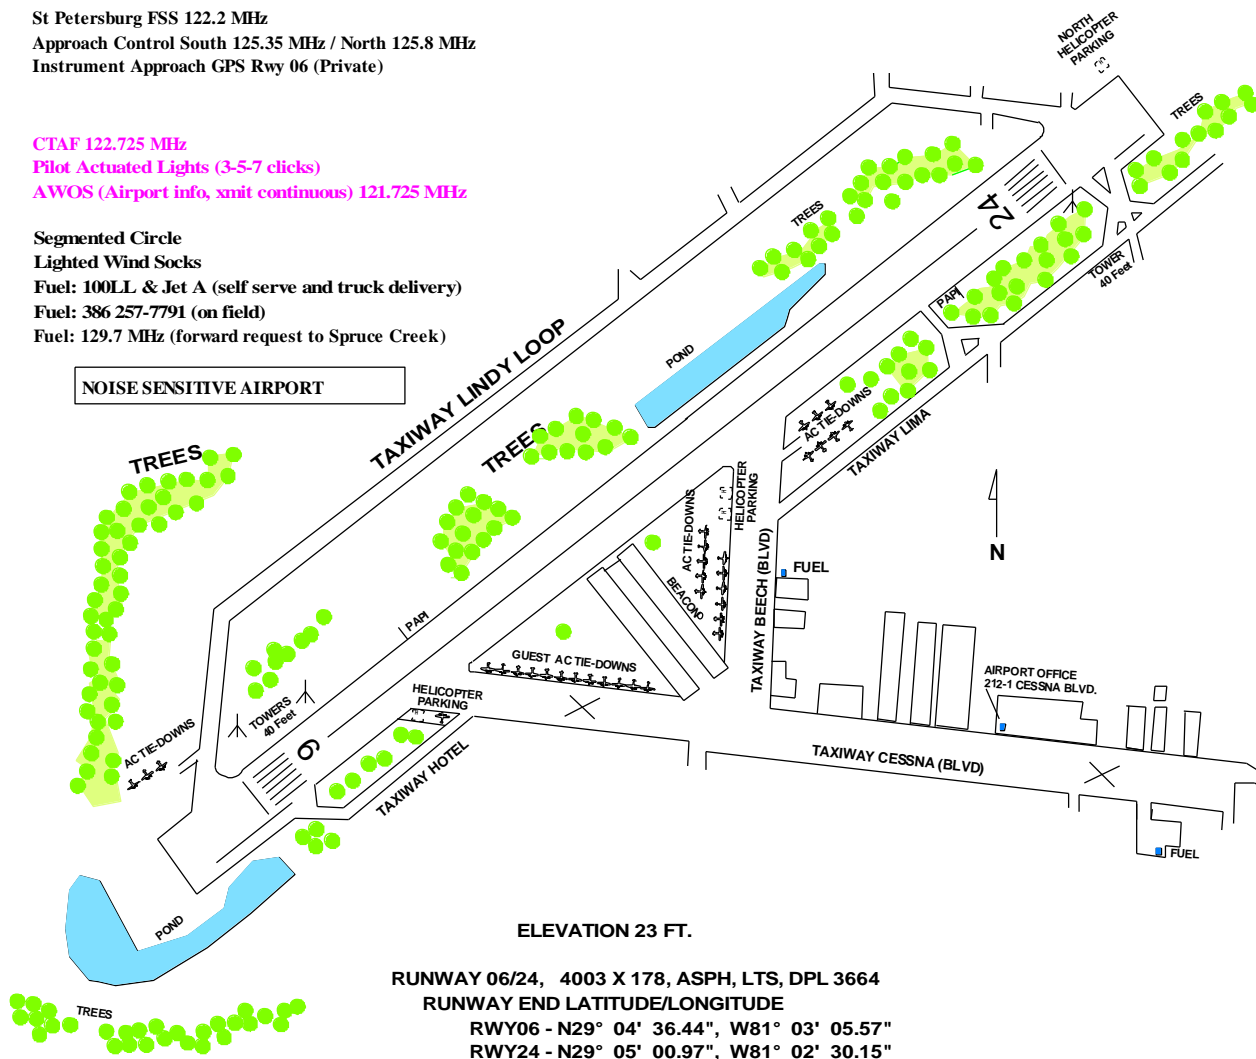 St Petersburg FSS 122.2 MHz
Approach Control South 125.35 MHz / North 125.8 MHz
Instrument Approach GPS Rwy 06 (Private)
CTAF 122.725 MHz
Pilot Actuated Lights (3-5-7 clicks)
AWOS (Airport info, xmit continuous) 121.725 MHz
Segmented Circle
Lighted Wind Socks
Fuel: 100LL & Jet A (self serve and truck delivery)
Fuel: 386 257-7791 (on field)
Fuel: 129.7 MHz (forward request to Spruce Creek)
NOISE SENSITIVE AIRPORT
NORTH
HELICOPTER
PARKING
TREES
TREES
24
TOWER
40 Feet
PAPI
POND
TAXIWAY LINDY LOOP
AC TIE-DOWNS
TAXIWAY LIMA
TREES
TREES
HELICOPTER
PARKING
AC TIE-DOWNS
BEACON
TAXIWAY BEECH (BLVD)
N
FUEL
PAPI
GUEST AC TIE-DOWNS
AIRPORT OFFICE
212-1 CESSNA BLVD.
HELICOPTER
PARKING
TOWERS
40 Feet
6
AC TIE-DOWNS
TAXIWAY HOTEL
TAXIWAY CESSNA (BLVD)
FUEL
POND
TREES
ELEVATION 23 FT.
RUNWAY 06/24, 4003 X 178, ASPH, LTS, DPL 3664
RUNWAY END LATITUDE/LONGITUDE
RWY06 - N29° 04' 36.44", W81° 03' 05.57"
RWY24 - N29° 05' 00.97", W81° 02' 30.15"